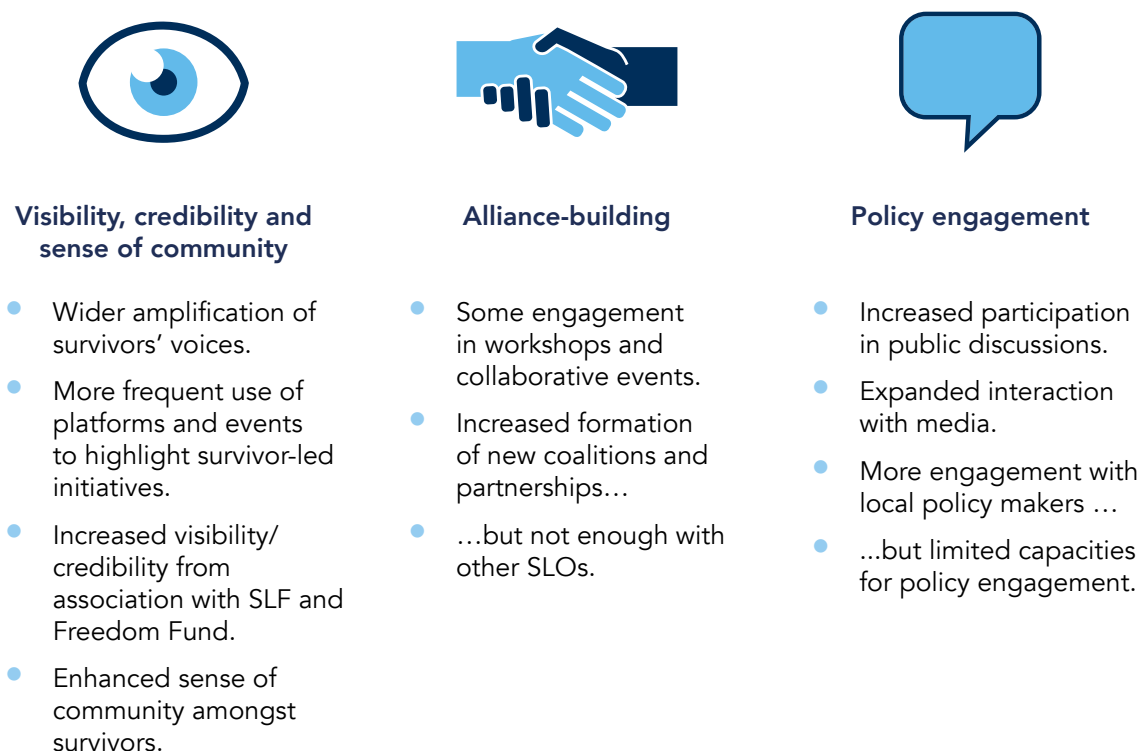 Visibility, credibility and
sense of community
Wider amplification of
survivors’ voices.
More frequent use of
platforms and events
to highlight survivor-led
initiatives.
Increased visibility/
credibility from
association with SLF and
Freedom Fund.
Enhanced sense of
community amongst
survivors.
Alliance-building
Some engagement
in workshops and
collaborative events.
Increased formation
of new coalitions and
partnerships…
…but not enough with
other SLOs.
Policy engagement
Increased participation
in public discussions.
Expanded interaction
with media.
More engagement with
local policy makers …
...but limited capacities
for policy engagement.